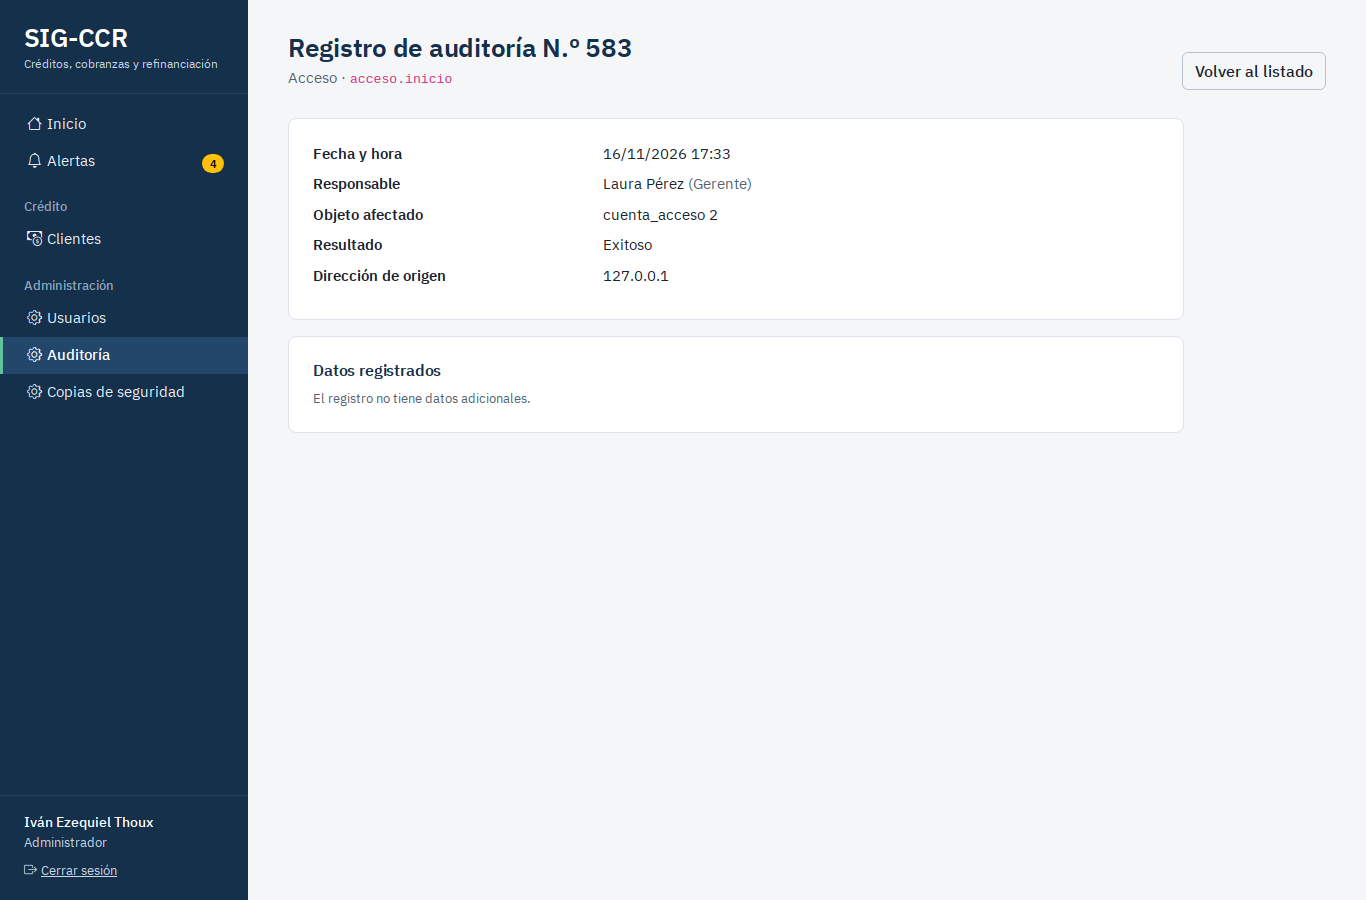 SIG-CCR
Créditos, cobranzas y refinanciación
Inicio
Alertas 4
Crédito
Clientes
Administración
Usuarios
Auditoría
Copias de seguridad
Iván Ezequiel Thoux
Administrador
Cerrar sesión
Registro de auditoría N.º 583
Acceso · acceso.inicio
Volver al listado
Fecha y hora 16/11/2026 17:33
Responsable Laura Pérez (Gerente)
Objeto afectado cuenta_acceso 2
Resultado Exitoso
Dirección de origen 127.0.0.1
Datos registrados
El registro no tiene datos adicionales.